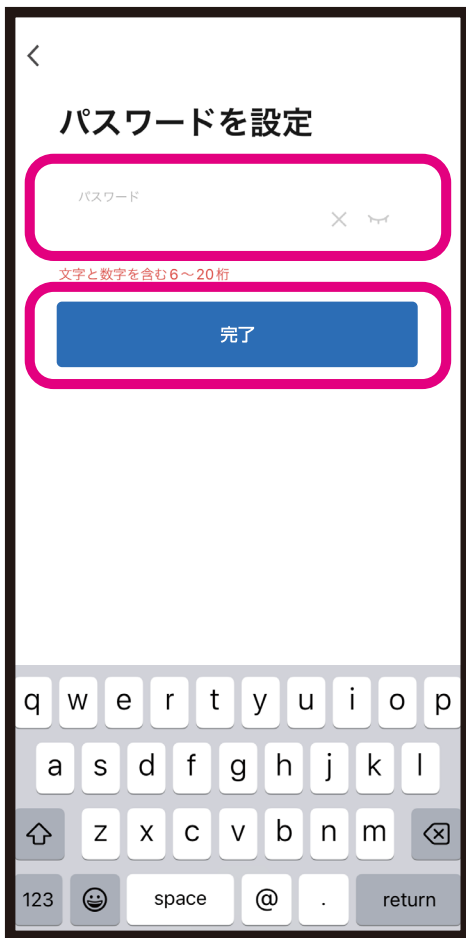 パスワードを設定
パスワード
文字と数字を含む6〜20桁
完了
q w e r t y u i o p
a s d f g h j k l
z x c v b n m
123 space @ . return